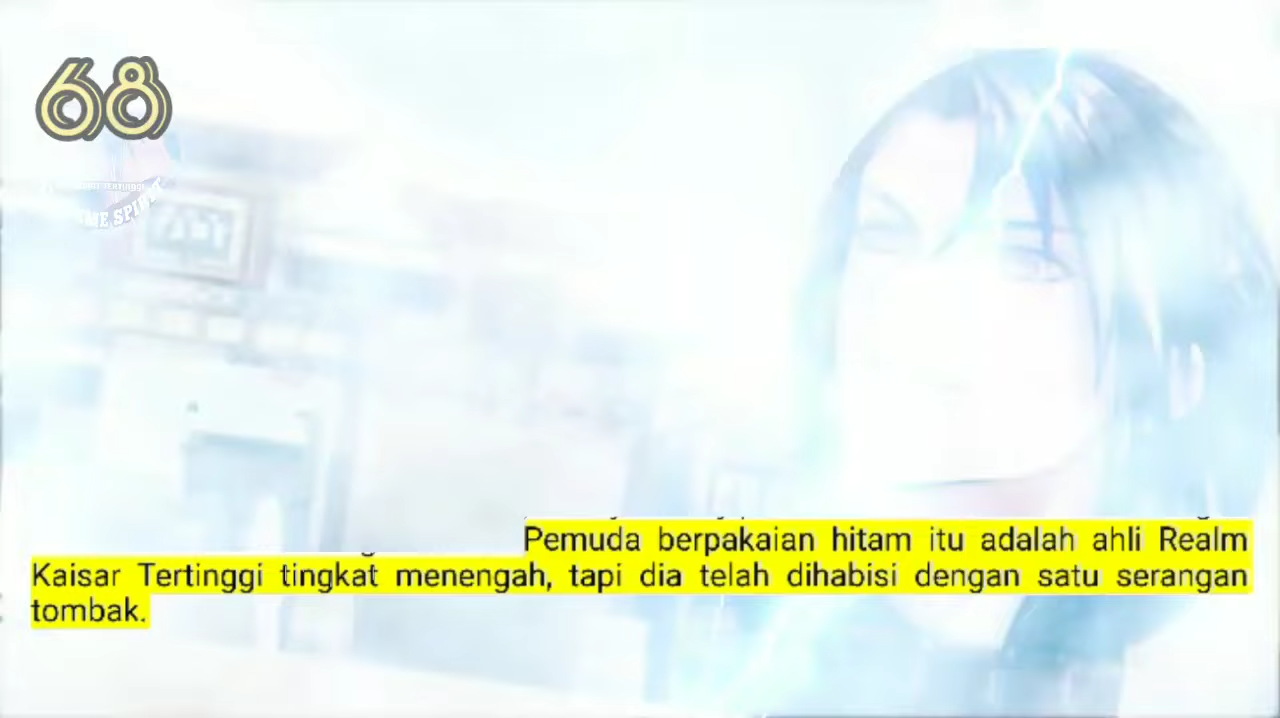 68
Pemuda berpakaian hitam itu adalah ahli Realm
Kaisar Tertinggi tingkat menengah, tapi dia telah dihabisi dengan satu serangan
tombak.